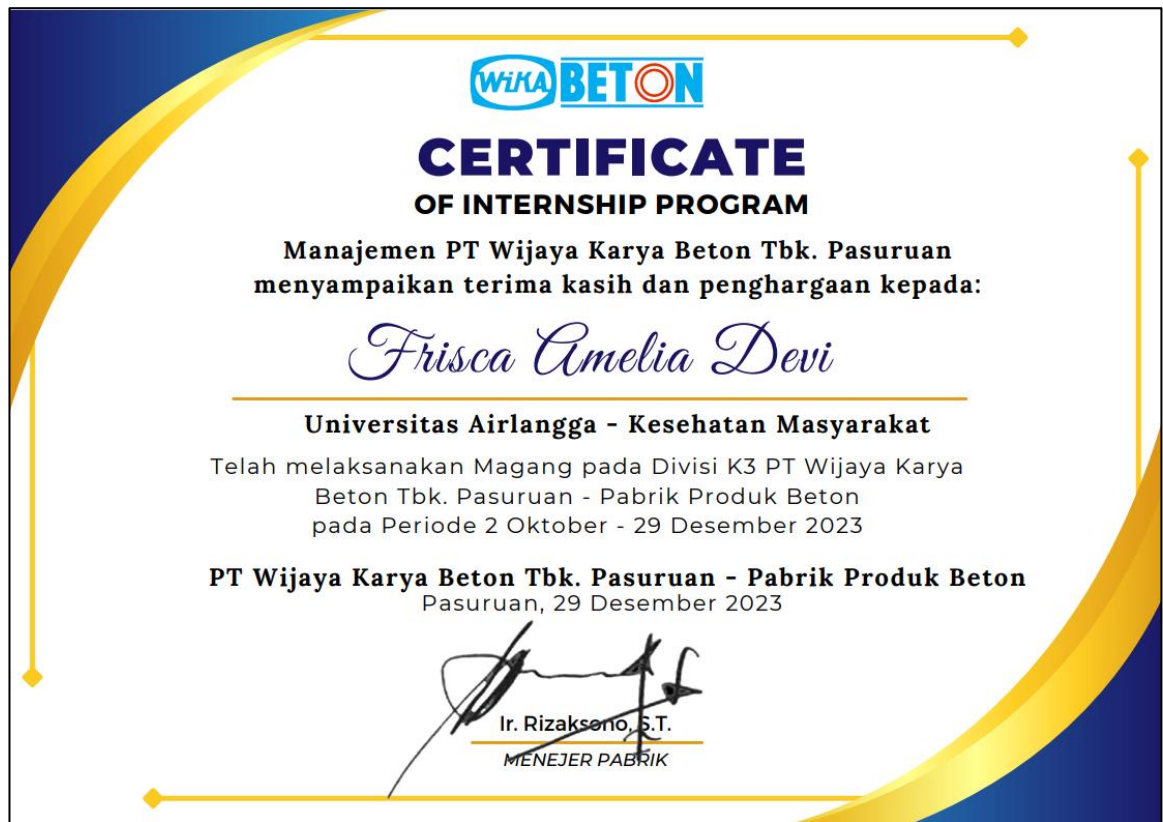 WIKA BETON
CERTIFICATE
OF INTERNSHIP PROGRAM
Manajemen PT Wijaya Karya Beton Tbk. Pasuruan
menyampaikan terima kasih dan penghargaan kepada:
Frisca Amelia Devi
Universitas Airlangga - Kesehatan Masyarakat
Telah melaksanakan Magang pada Divisi K3 PT Wijaya Karya
Beton Tbk. Pasuruan - Pabrik Produk Beton
pada Periode 2 Oktober - 29 Desember 2023
PT Wijaya Karya Beton Tbk. Pasuruan - Pabrik Produk Beton
Pasuruan, 29 Desember 2023
Ir. Rizaksono, S.T.
MENEJER PABRIK